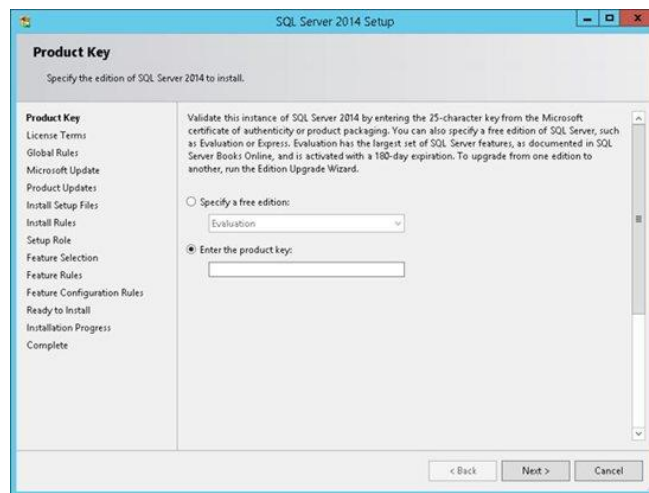 SQL Server 2014 Setup
Product Key
Specify the edition of SQL Server 2014 to install.
Product Key
License Terms
Global Rules
Microsoft Update
Product Updates
Install Setup Files
Install Rules
Setup Role
Feature Selection
Feature Rules
Feature Configuration Rules
Ready to Install
Installation Progress
Complete
Validate this instance of SQL Server 2014 by entering the 25-character key from the Microsoft
certificate of authenticity or product packaging. You can also specify a free edition of SQL Server, such
as Evaluation or Express. Evaluation has the largest set of SQL Server features, as documented in SQL
Server Books Online, and is activated with a 180-day expiration. To upgrade from one edition to
another, run the Edition Upgrade Wizard.
Specify a free edition:
Evaluation
Enter the product key:
< Back
Next >
Cancel